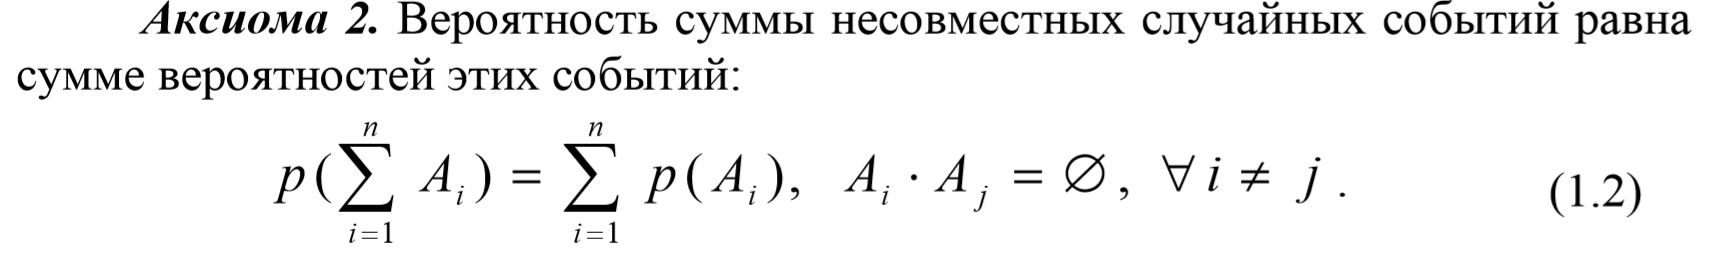 Аксиома 2. Вероятность суммы несовместных случайных событий равна
сумме вероятностей этих событий:
p(∑_{i=1}^{n} A_i) = ∑_{i=1}^{n} p(A_i), A_i · A_j = ∅, ∀i ≠ j. (1.2)